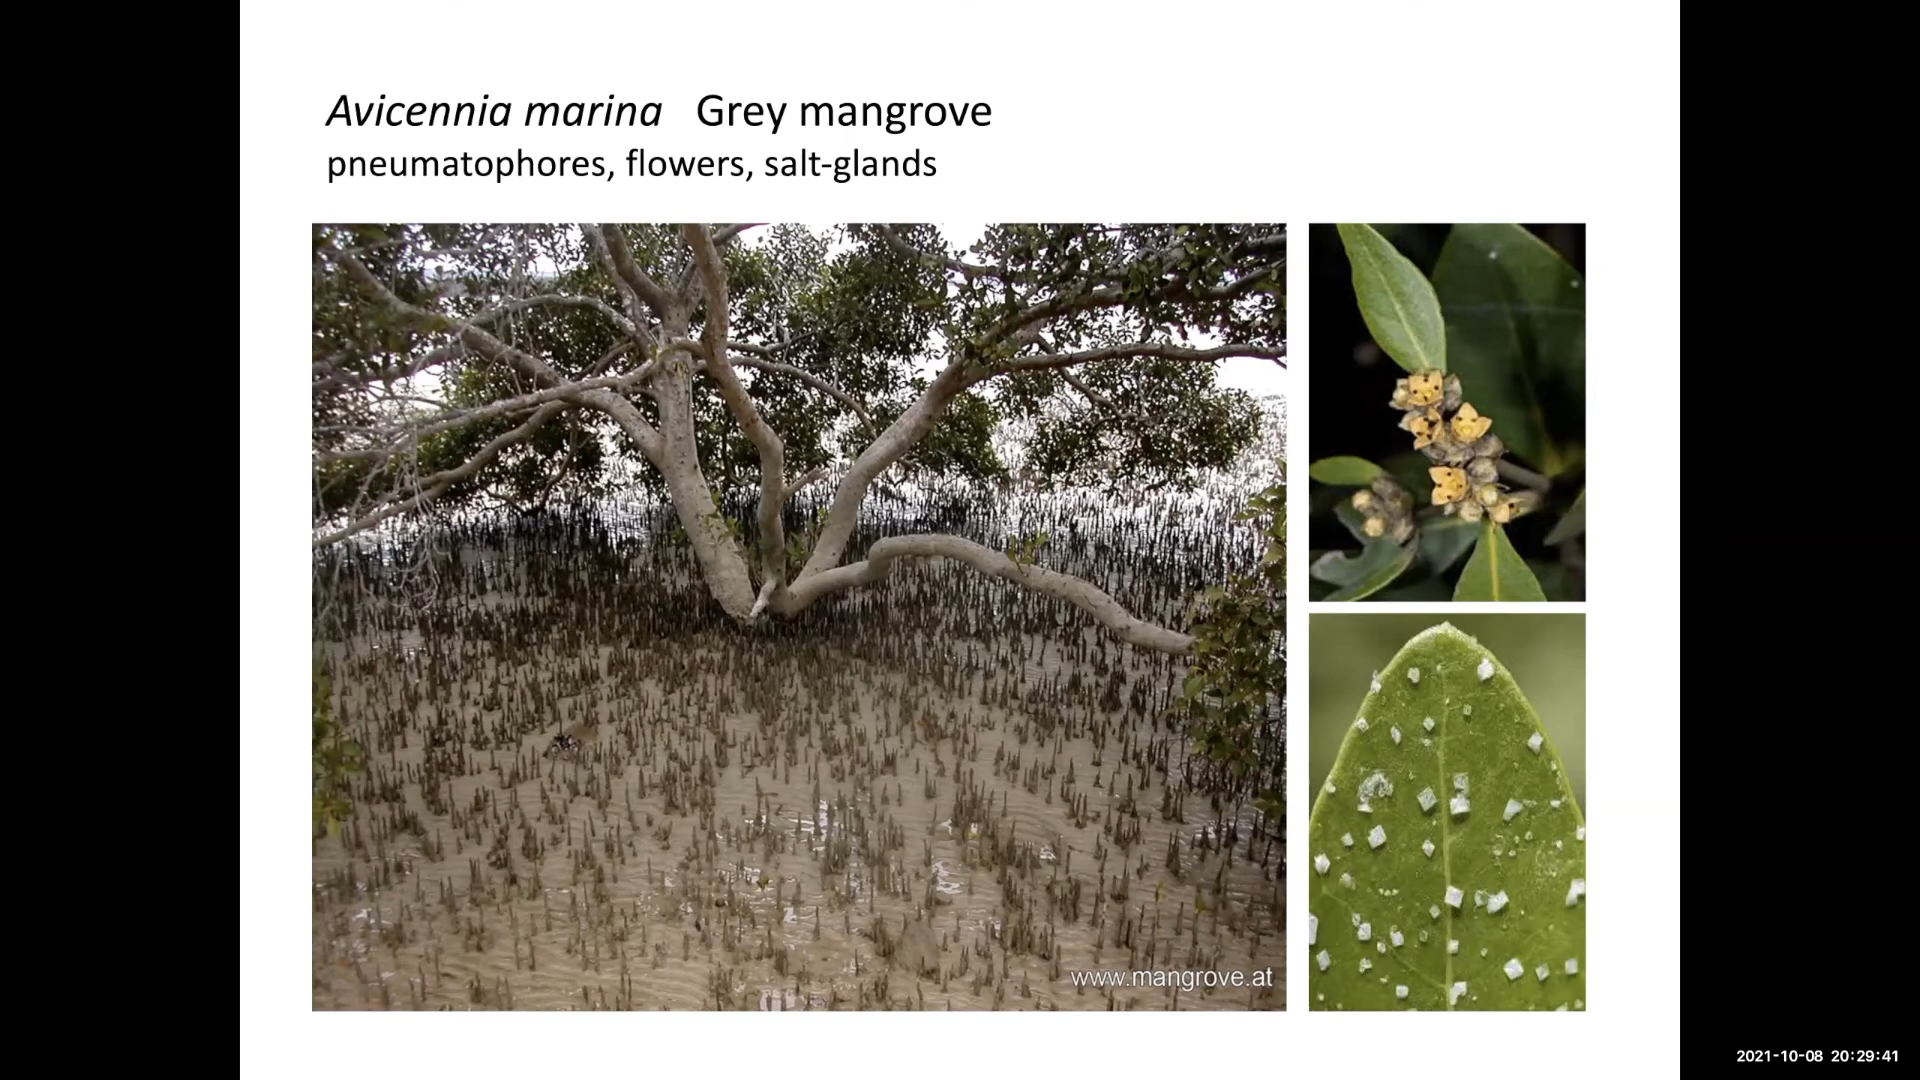 Avicennia marina   Grey mangrove
pneumatophores, flowers, salt-glands
www.mangrove.at
2021-10-08 20:29:41